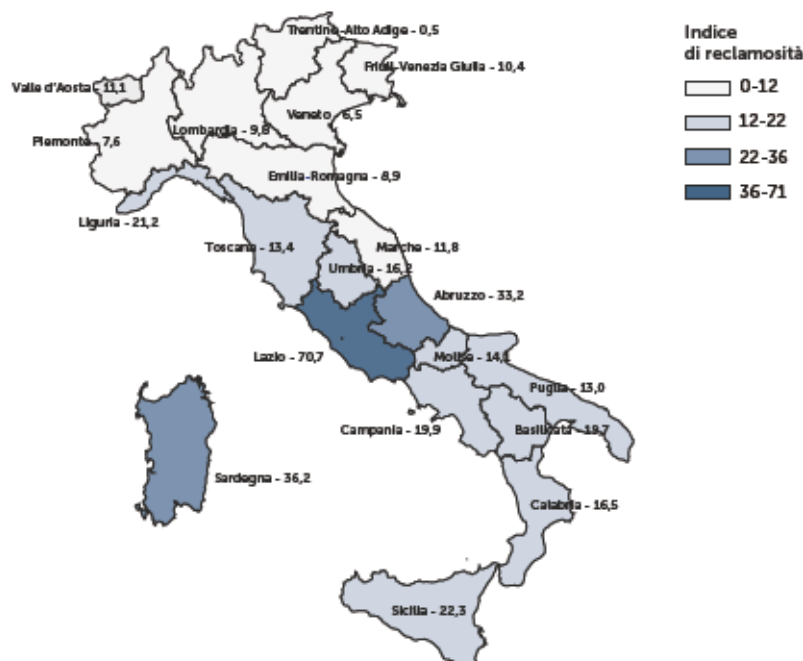 Trentino-Alto Adige - 0,5
Friuli-Venezia Giulia - 10,4
Valle d'Aosta - 11,1
Veneto - 6,5
Lombardia - 9,8
Piemonte - 7,6
Emilia-Romagna - 8,9
Liguria - 21,2
Toscana - 13,4
Marche - 11,8
Umbria - 16,2
Abruzzo - 33,2
Lazio - 70,7
Molise - 14,1
Puglia - 13,0
Campania - 19,9
Basilicata - 19,7
Sardegna - 36,2
Calabria - 16,5
Sicilia - 22,3
Indice
di reclamosità
0-12
12-22
22-36
36-71